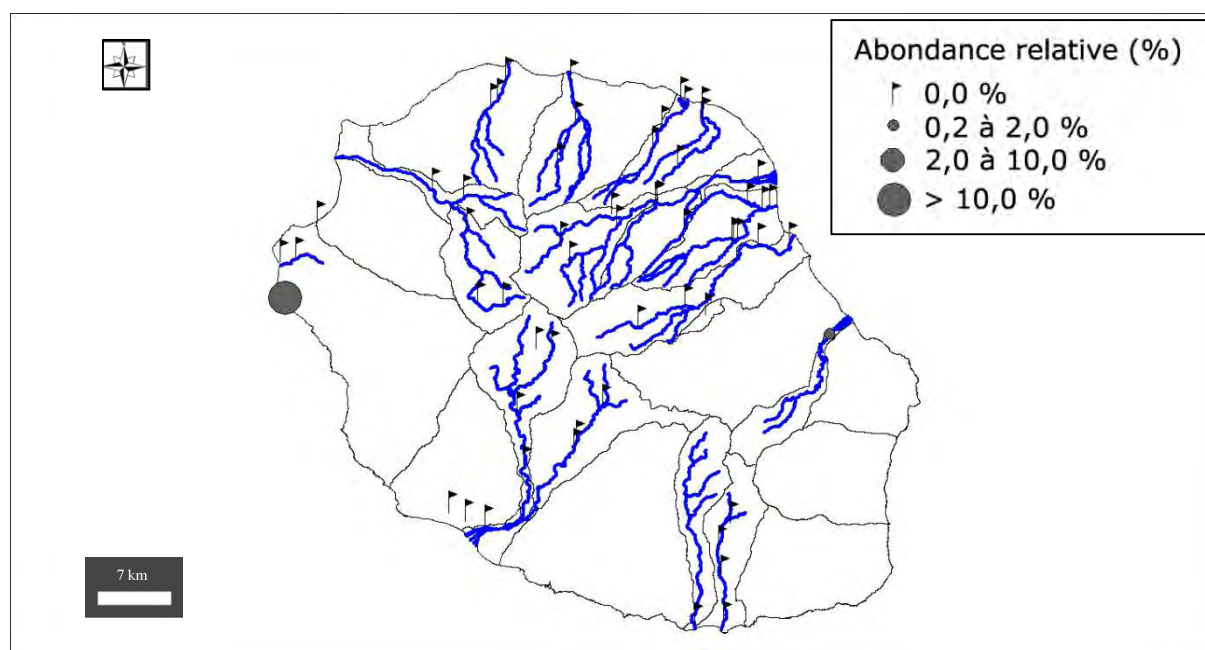 Abondance relative (%)
0,0 %
0,2 à 2,0 %
2,0 à 10,0 %
> 10,0 %
7 km